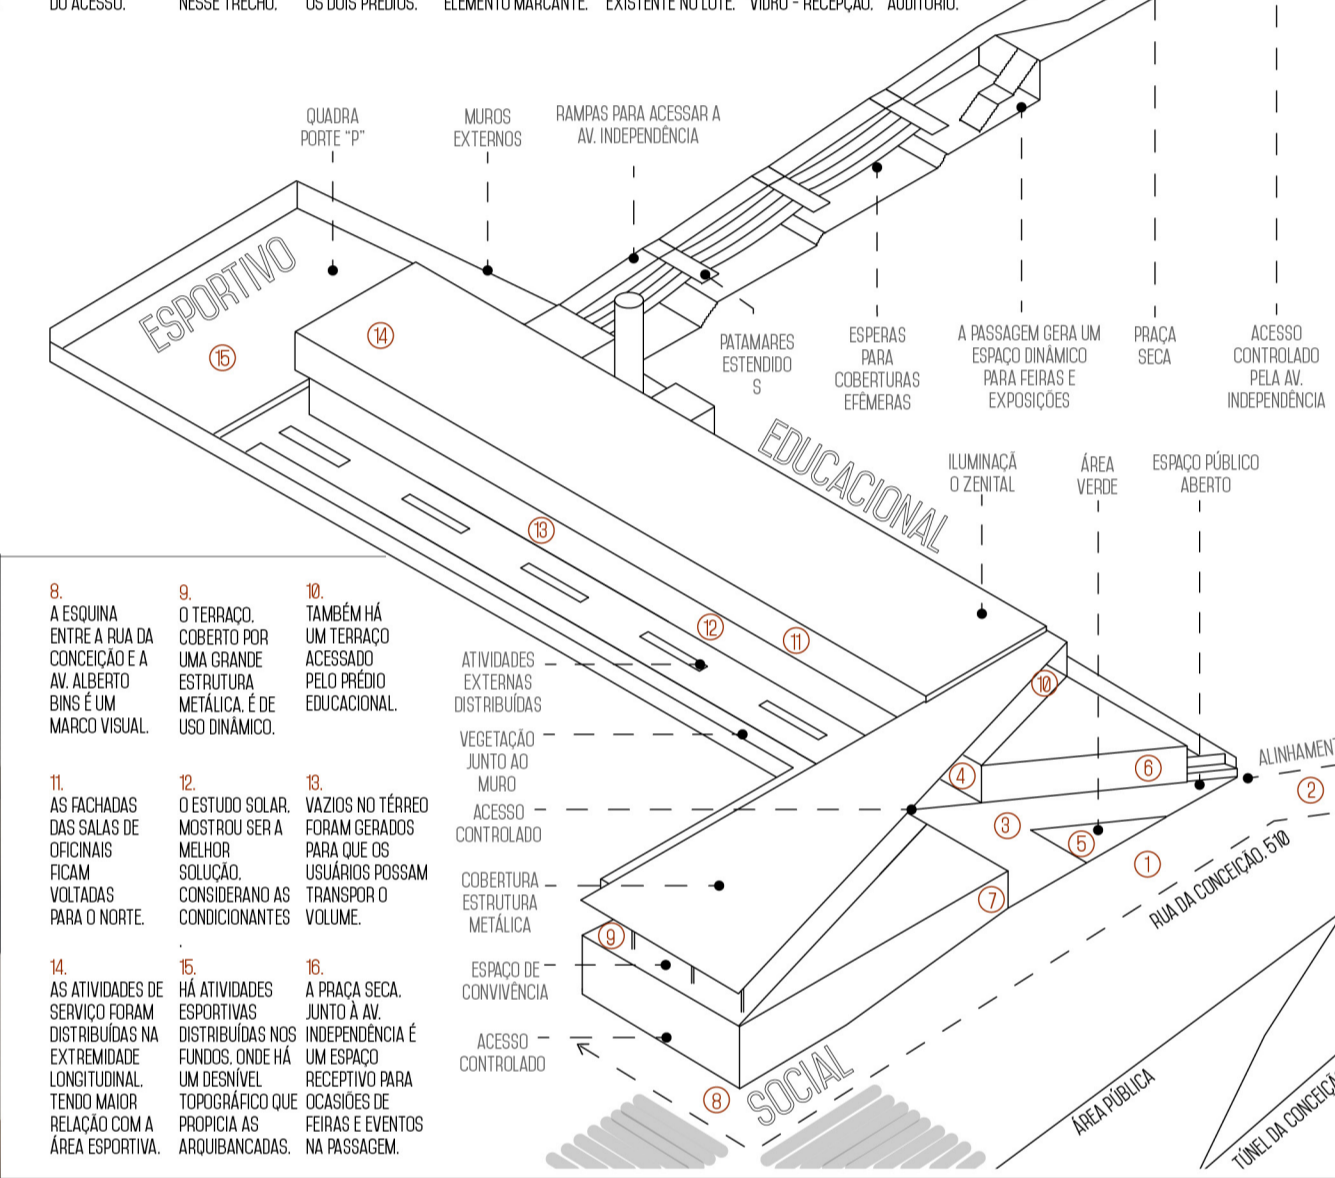 DO ACESSO.
NESSE TRECHO.
OS DOIS PRÉDIOS.
ELEMENTO MARCANTE.
EXISTENTE NO LOTE.
VIDRO - RECEPÇÃO.
AUDITÓRIO.
QUADRA
PORTE "P"
MUROS
EXTERNOS
RAMPAS PARA ACESSAR A
AV. INDEPENDÊNCIA
ESPORTIVO
15
14
PATAMARES
ESTENDIDO
S
ESPERAS
PARA
COBERTURAS
EFÊMERAS
A PASSAGEM GERA UM
ESPAÇO DINÂMICO
PARA FEIRAS E
EXPOSIÇÕES
PRAÇA
SECA
ACESSO
CONTROLADO
PELA AV.
INDEPENDÊNCIA
EDUCACIONAL
ILUMINAÇÃ
O ZENITAL
ÁREA
VERDE
ESPAÇO PÚBLICO
ABERTO
13
12
11
10
4
6
3
5
1
2
7
9
8
ALINHAMENT
RUA DA CONCEIÇÃO, 510
ÁREA PÚBLICA
TÚNEL DA CONCEIÇÃ
SOCIAL
ATIVIDADES
EXTERNAS
DISTRIBUÍDAS
VEGETAÇÃO
JUNTO AO
MURO
ACESSO
CONTROLADO
COBERTURA
ESTRUTURA
METÁLICA
ESPAÇO DE
CONVIVÊNCIA
ACESSO
CONTROLADO
8.
A ESQUINA
ENTRE A RUA DA
CONCEIÇÃO E A
AV. ALBERTO
BINS É UM
MARCO VISUAL.
9.
O TERRAÇO,
COBERTO POR
UMA GRANDE
ESTRUTURA
METÁLICA, É DE
USO DINÂMICO.
10.
TAMBÉM HÁ
UM TERRAÇO
ACESSADO
PELO PRÉDIO
EDUCACIONAL.
11.
AS FACHADAS
DAS SALAS DE
OFICINAIS
FICAM
VOLTADAS
PARA O NORTE.
12.
O ESTUDO SOLAR,
MOSTROU SER A
MELHOR
SOLUÇÃO,
CONSIDERANO AS
CONDICIONANTES
.
13.
VAZIOS NO TÉRREO
FORAM GERADOS
PARA QUE OS
USUÁRIOS POSSAM
TRANSPOR O
VOLUME.
14.
AS ATIVIDADES DE
SERVIÇO FORAM
DISTRIBUÍDAS NA
EXTREMIDADE
LONGITUDINAL,
TENDO MAIOR
RELAÇÃO COM A
ÁREA ESPORTIVA.
15.
HÁ ATIVIDADES
ESPORTIVAS
DISTRIBUÍDAS NOS
FUNDOS, ONDE HÁ
UM DESNÍVEL
TOPOGRÁFICO QUE
PROPICIA AS
ARQUIBANCADAS.
16.
A PRAÇA SECA,
JUNTO À AV.
INDEPENDÊNCIA É
UM ESPAÇO
RECEPTIVO PARA
OCASIÕES DE
FEIRAS E EVENTOS
NA PASSAGEM.